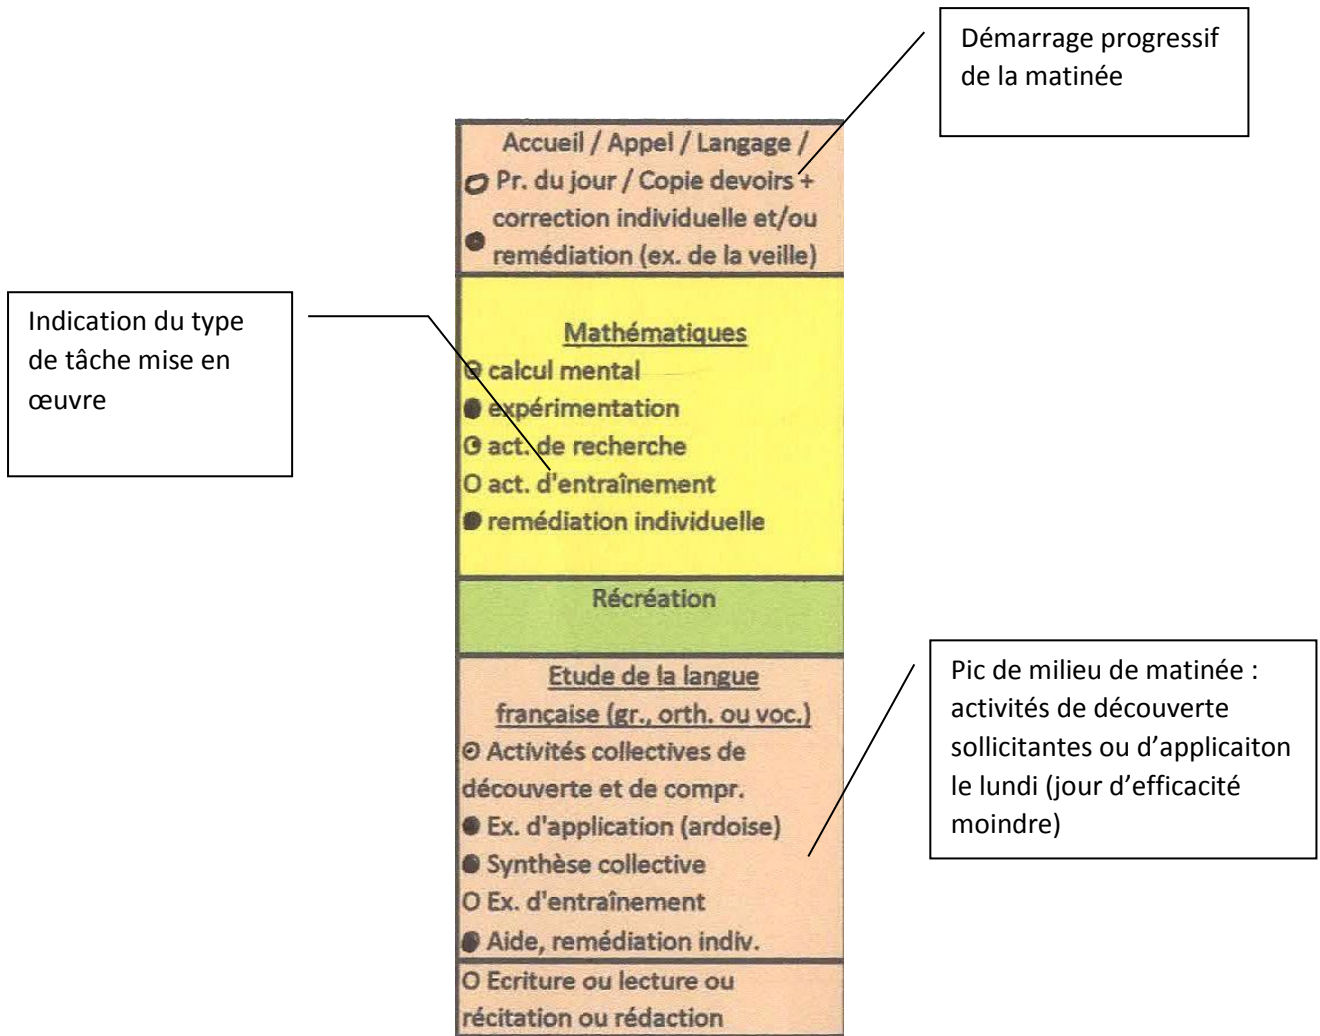 Démarrage progressif
de la matinée
Accueil / Appel / Langage /
Pr. du jour / Copie devoirs +
correction individuelle et/ou
remédiation (ex. de la veille)
Indication du type
de tâche mise en
œuvre
Mathématiques
calcul mental
expérimentation
act. de recherche
act. d'entraînement
remédiation individuelle
Récréation
Etude de la langue
française (gr., orth. ou voc.)
Activités collectives de
découverte et de compr.
Ex. d'application (ardoise)
Synthèse collective
Ex. d'entraînement
Aide, remédiation indiv.
Ecriture ou lecture ou
récitation ou rédaction
Pic de milieu de matinée :
activités de découverte
sollicitantes ou d’applicaiton
le lundi (jour d’efficacité
moindre)